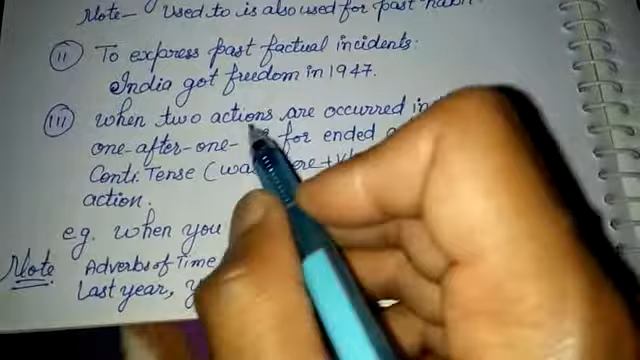 Note- Used to is also used for past habit.
(ii) To express past factual incidents:
India got freedom in 1947.
(iii) When two actions are occurred in
one-after-one- for ended
Conti. Tense (was
action.
e.g. When you
Note Adverbs of Time
Last year,